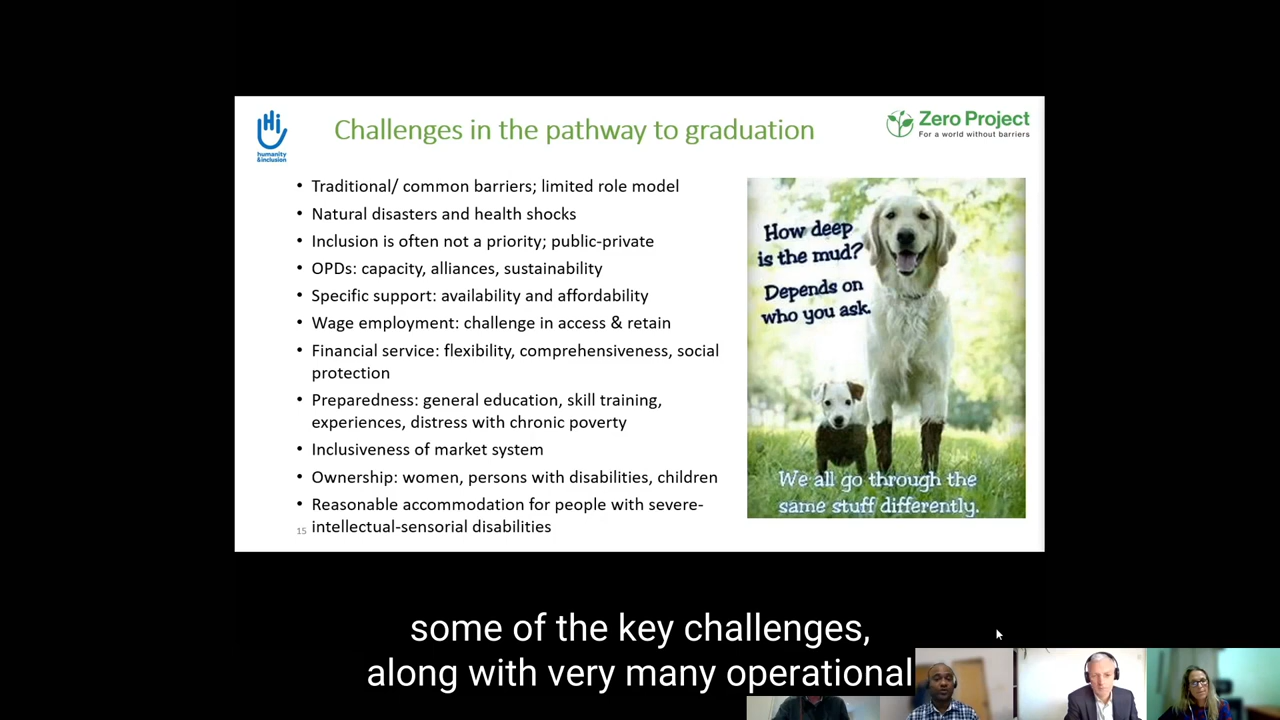 Hi
humanity
&inclusion
Challenges in the pathway to graduation
Zero Project
For a world without barriers
• Traditional/ common barriers; limited role model
• Natural disasters and health shocks
• Inclusion is often not a priority; public-private
• OPDs: capacity, alliances, sustainability
• Specific support: availability and affordability
• Wage employment: challenge in access & retain
• Financial service: flexibility, comprehensiveness, social
protection
• Preparedness: general education, skill training,
experiences, distress with chronic poverty
• Inclusiveness of market system
• Ownership: women, persons with disabilities, children
• Reasonable accommodation for people with severe-
intellectual-sensorial disabilities
15
How deep
is the mud?
Depends on
who you ask.
We all go through the
same stuff differently.
some of the key challenges,
along with very many operational